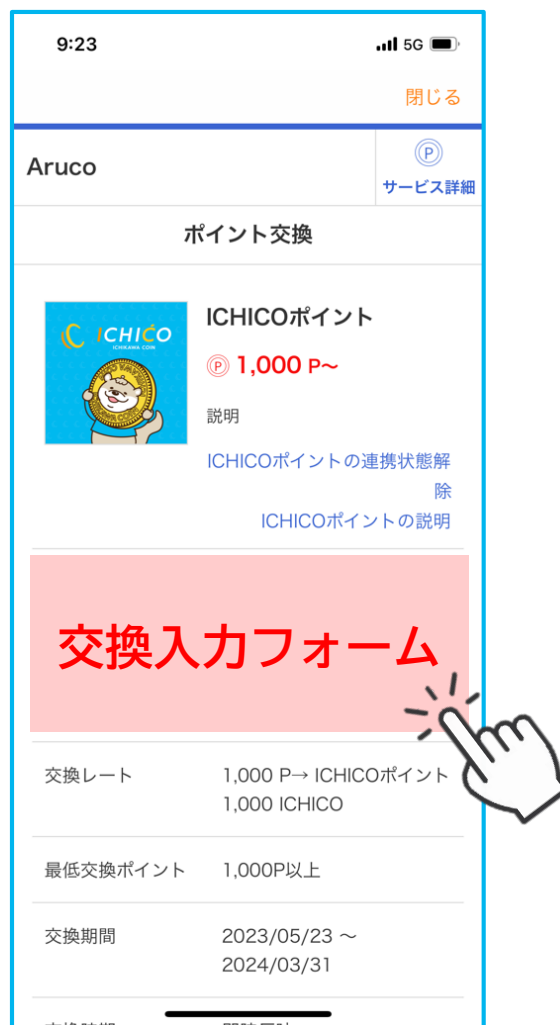 9:23
5G
閉じる
Aruco
P
サービス詳細
ポイント交換
ICHICO
ICHIKAWA COIN
ICHICOポイント
P 1,000 P~
説明
ICHICOポイントの連携状態解
除
ICHICOポイントの説明
交換入力フォーム
交換レート
1,000 P→ ICHICOポイント
1,000 ICHICO
最低交換ポイント
1,000P以上
交換期間
2023/05/23 ~
2024/03/31